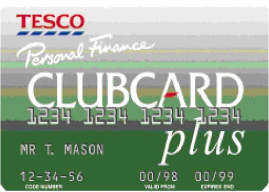 TESCO
Personal Finance
CLUBCARD
1234 1234 1234 1234
plus
MR T. MASON
12-34-56 00/98 00/99
CODE NUMBER VALID FROM EXPIRES END